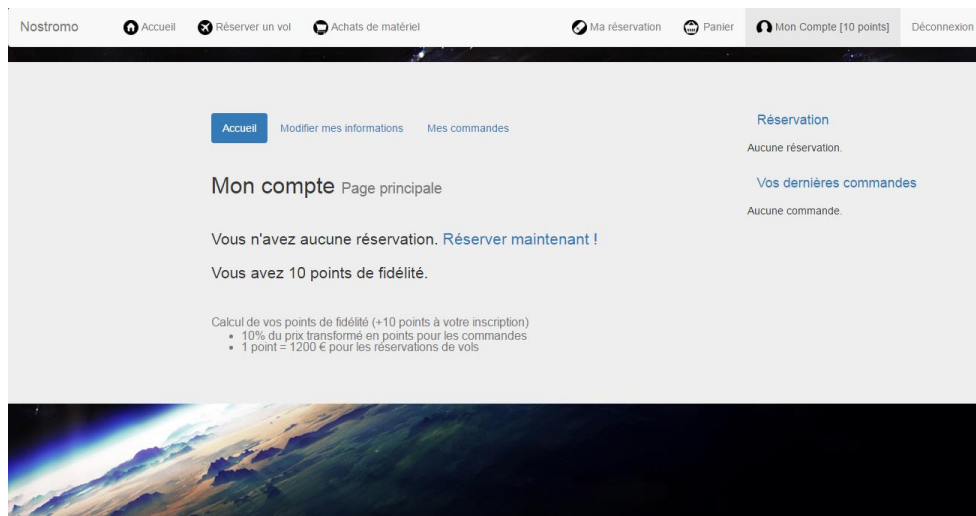 Nostromo Accueil Réserver un vol Achats de matériel Ma réservation Panier Mon Compte [10 points] Déconnexion
Accueil Modifier mes informations Mes commandes
Mon compte Page principale
Vous n'avez aucune réservation. Réserver maintenant !
Vous avez 10 points de fidélité.
Calcul de vos points de fidélité (+10 points à votre inscription)
• 10% du prix transformé en points pour les commandes
• 1 point = 1200 € pour les réservations de vols
Réservation
Aucune réservation.
Vos dernières commandes
Aucune commande.